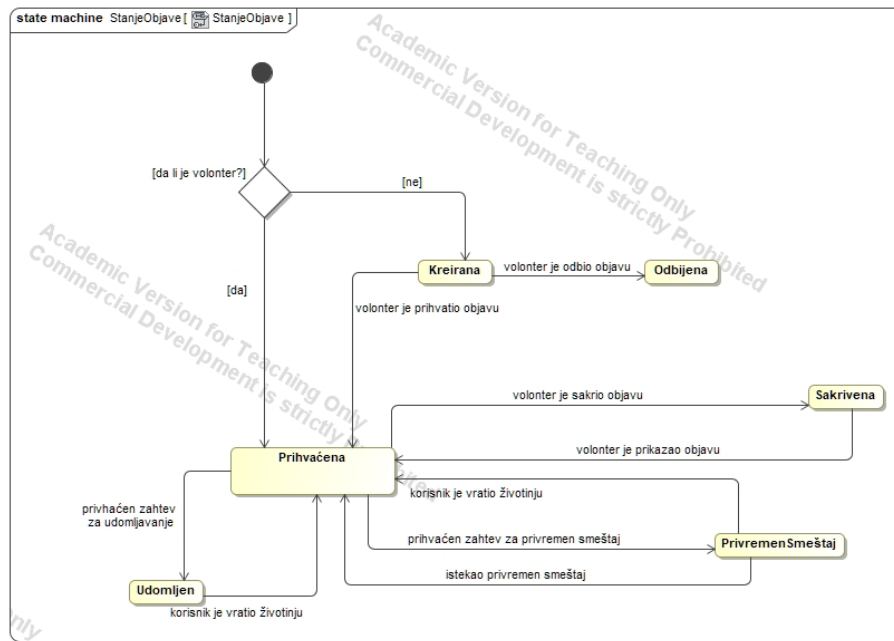 state machine StanjeObjave [ StanjeObjave ]
Academic Version for Teaching Only
Commercial Development is strictly Prohibited
[da li je volonter?]
[ne]
Academic Version for Teaching Only
Commercial Development is strictly Prohibited
Kreirana
volonter je odbio objavu
Odbijena
[da]
volonter je prihvatio objavu
volonter je sakrio objavu
Sakrivena
Prihvaćena
volonter je prikazao objavu
korisnik je vratio životinju
privhaćen zahtev
za udomljavanje
prihvaćen zahtev za privremen smeštaj
PrivremenSmeštaj
istekao privremen smeštaj
Udomljen
korisnik je vratio životinju
Only